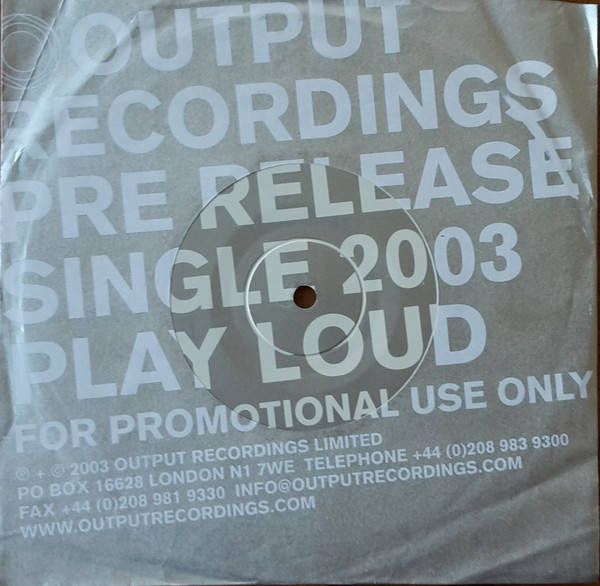 OUTPUT
RECORDINGS
PRE RELEASE
SINGLE 2003
PLAY LOUD
FOR PROMOTIONAL USE ONLY
℗ + © 2003 OUTPUT RECORDINGS LIMITED
PO BOX 16628 LONDON N1 7WE TELEPHONE +44 (0)208 983 9300
FAX +44 (0)208 981 9330 INFO@OUTPUTRECORDINGS.COM
WWW.OUTPUTRECORDINGS.COM